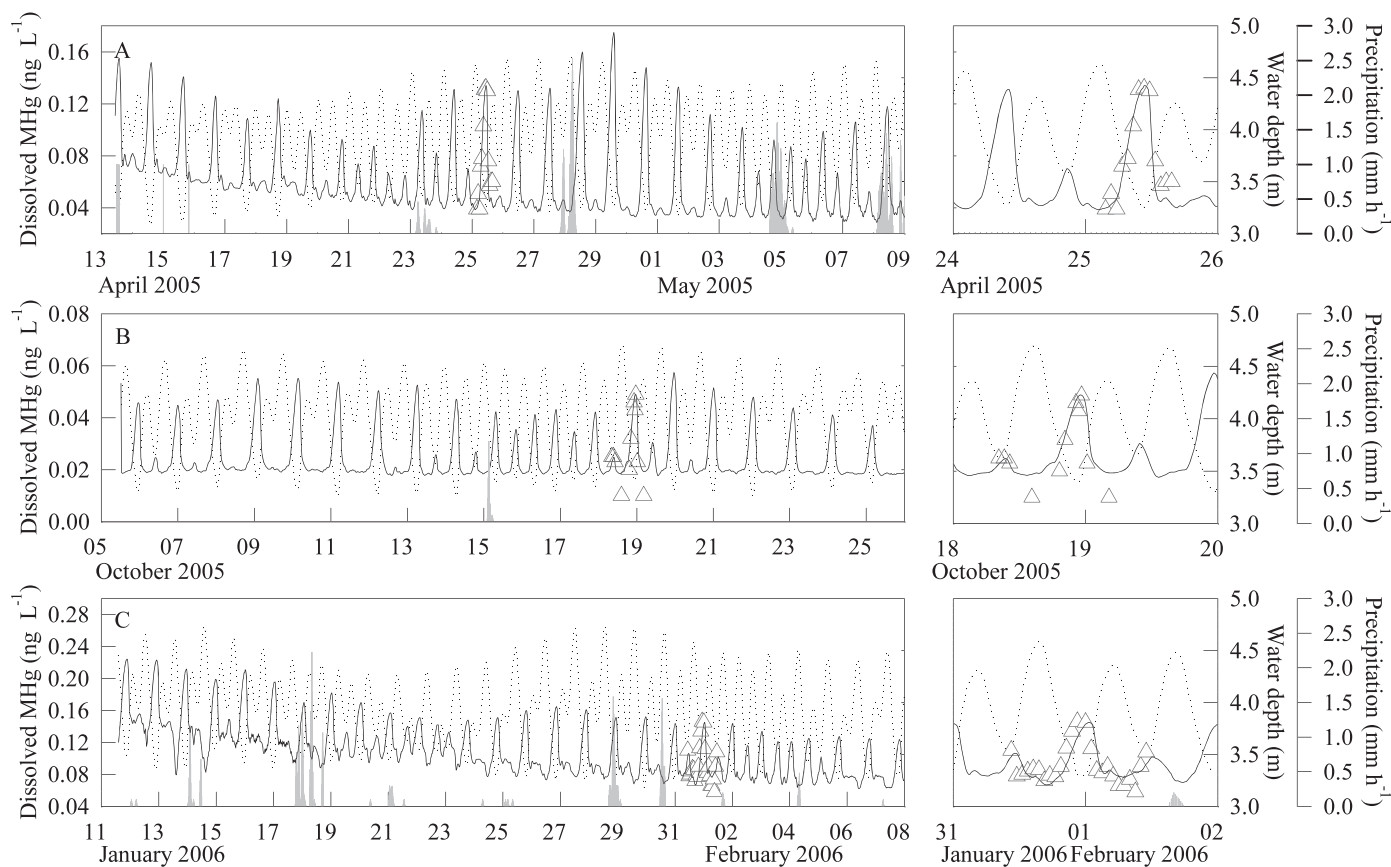 A
Dissolved MHg (ng L-1)
0.16
0.12
0.08
0.04
13 15 17 19 21 23 25 27 29 01 03 05 07 09
April 2005 May 2005
24 25 26
April 2005
5.0
4.5
4.0
3.5
3.0
Water depth (m)
3.0
2.5
2.0
1.5
1.0
0.5
0.0
Precipitation (mm h-1)
B
Dissolved MHg (ng L-1)
0.08
0.06
0.04
0.02
0.00
05 07 09 11 13 15 17 19 21 23 25
October 2005
18 19 20
October 2005
5.0
4.5
4.0
3.5
3.0
Water depth (m)
3.0
2.5
2.0
1.5
1.0
0.5
0.0
Precipitation (mm h-1)
C
Dissolved MHg (ng L-1)
0.28
0.24
0.20
0.16
0.12
0.08
0.04
11 13 15 17 19 21 23 25 27 29 31 02 04 06 08
January 2006 February 2006
31 01 02
January 2006 February 2006
5.0
4.5
4.0
3.5
3.0
Water depth (m)
3.0
2.5
2.0
1.5
1.0
0.5
0.0
Precipitation (mm h-1)